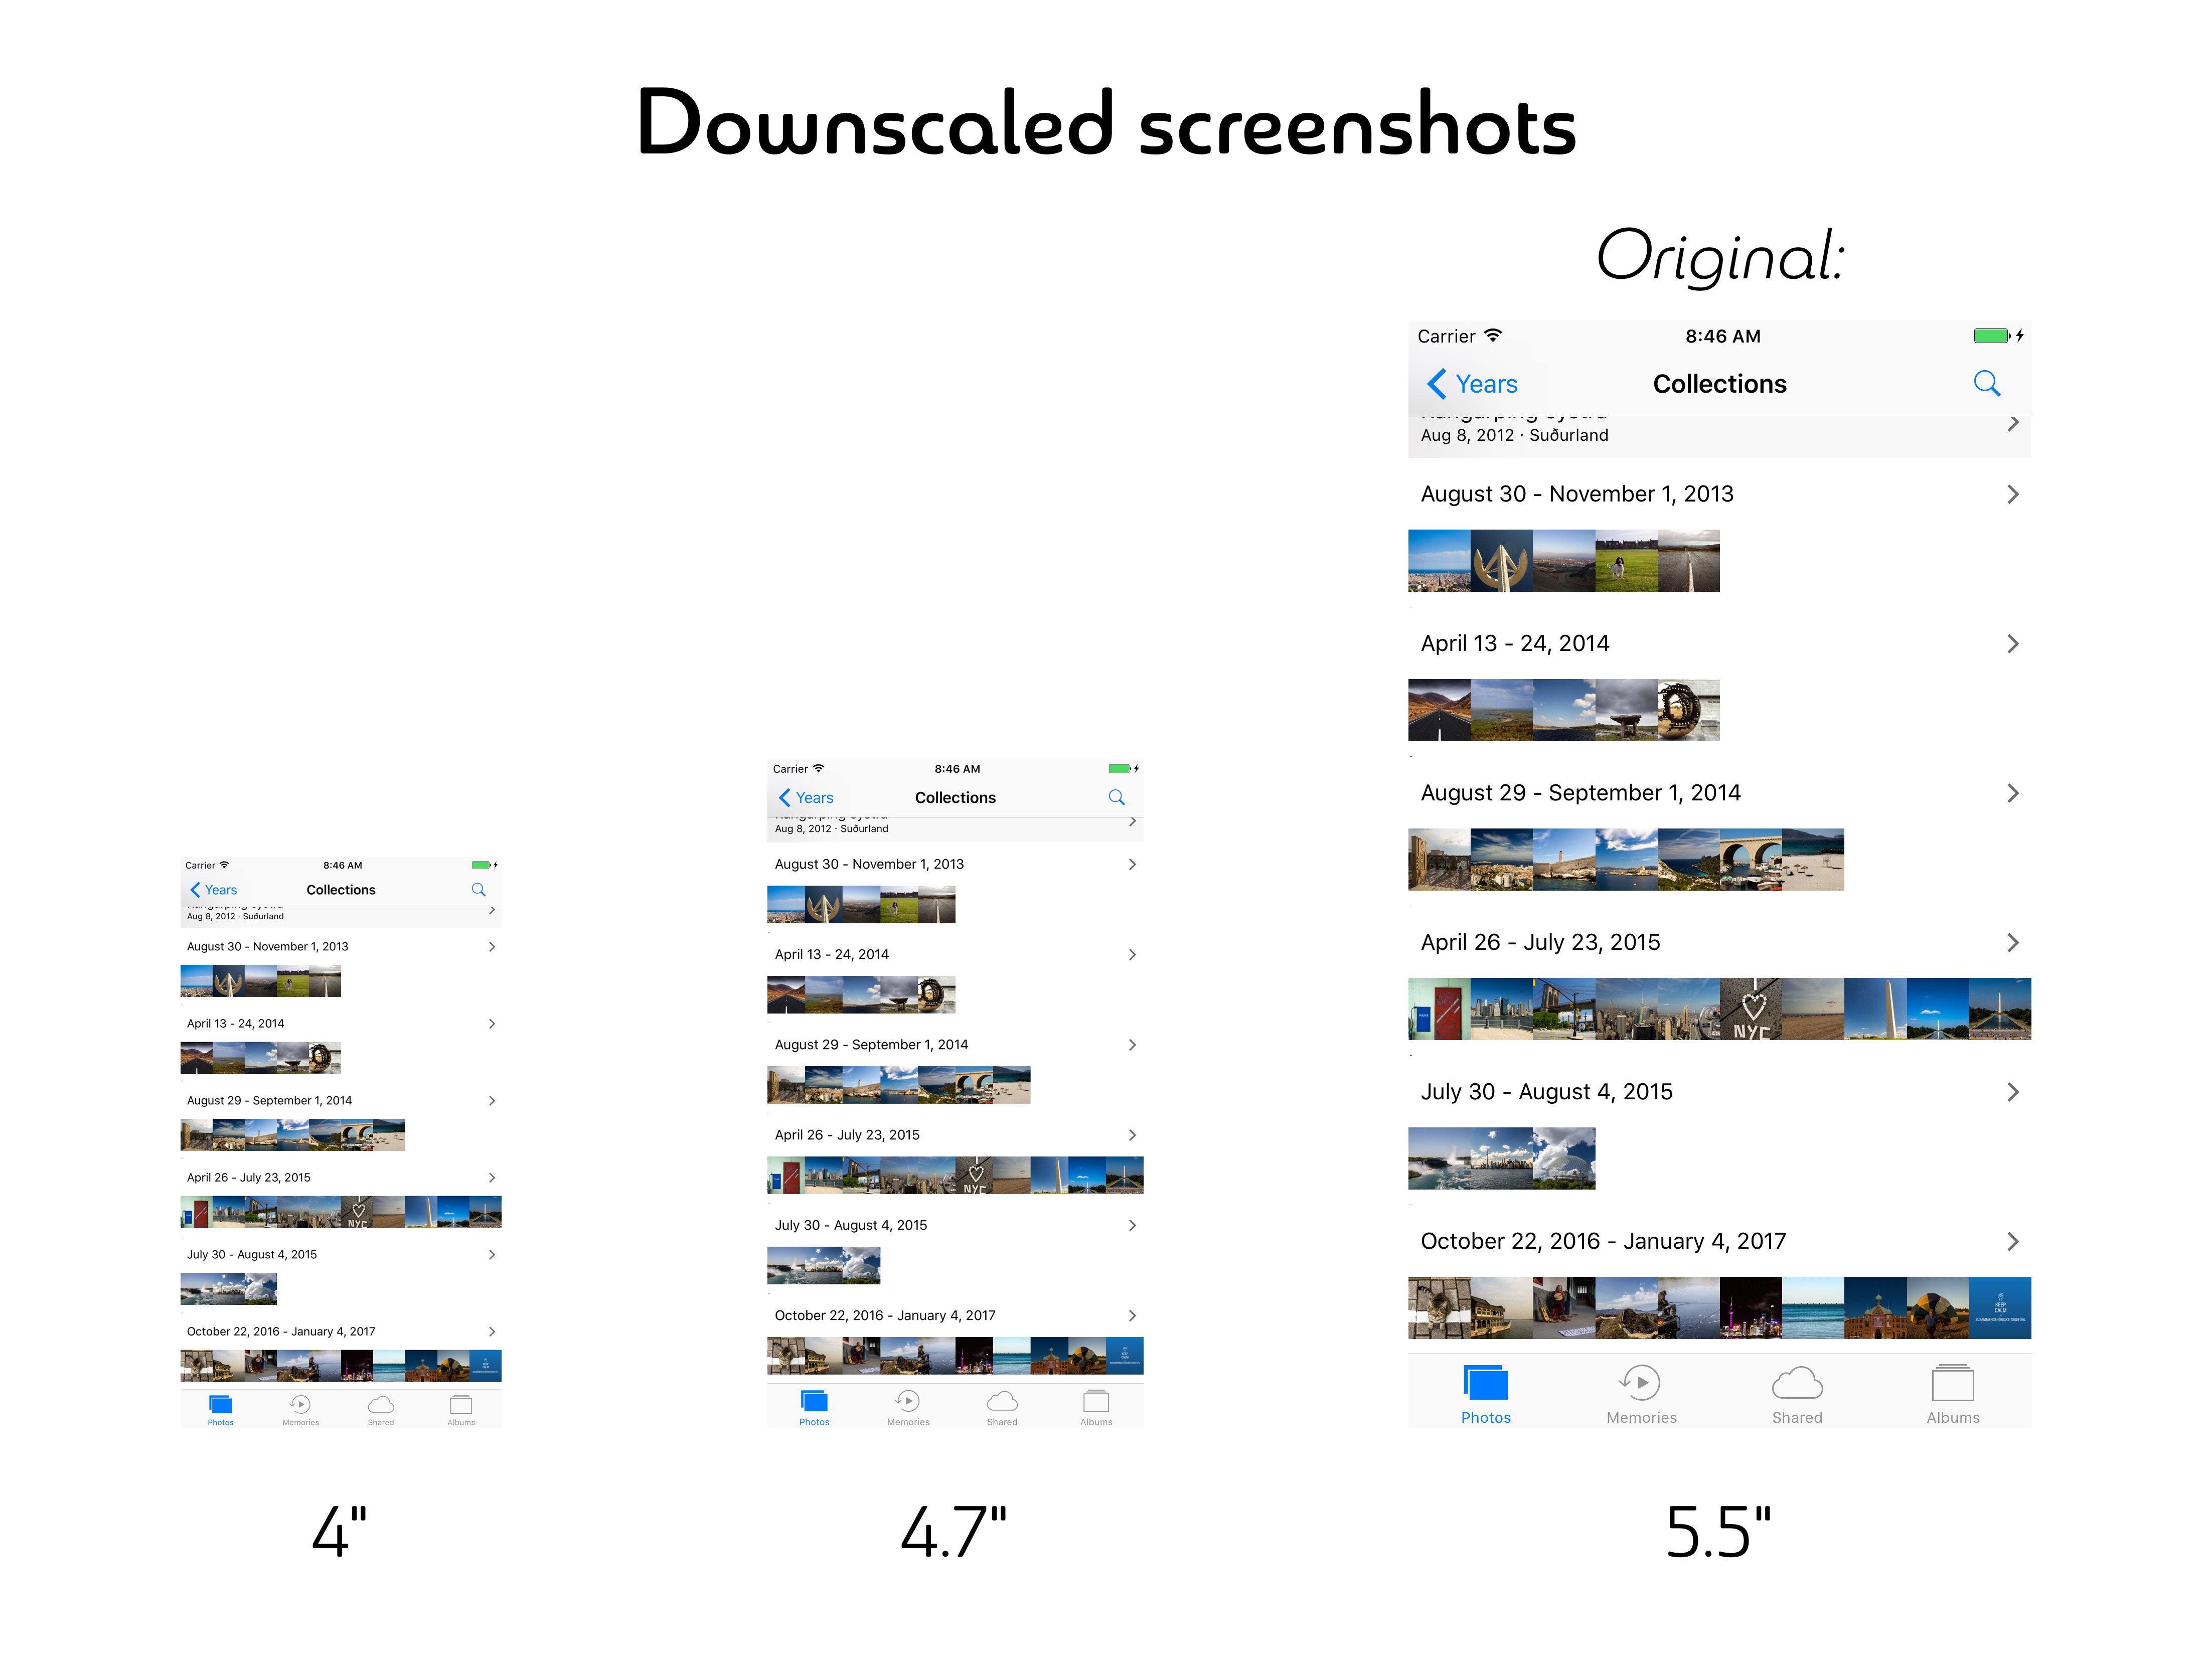 Downscaled screenshots
Original:
Carrier 8:46 AM
Years Collections
Aug 8, 2012 · Suðurland
August 30 - November 1, 2013
April 13 - 24, 2014
August 29 - September 1, 2014
April 26 - July 23, 2015
NYC
July 30 - August 4, 2015
October 22, 2016 - January 4, 2017
KEEP
CALM
Photos Memories Shared Albums
Carrier 8:46 AM
Years Collections
Aug 8, 2012 · Suðurland
August 30 - November 1, 2013
April 13 - 24, 2014
August 29 - September 1, 2014
April 26 - July 23, 2015
NYC
July 30 - August 4, 2015
October 22, 2016 - January 4, 2017
Photos Memories Shared Albums
Carrier 8:46 AM
Years Collections
Aug 8, 2012 · Suðurland
August 30 - November 1, 2013
April 13 - 24, 2014
August 29 - September 1, 2014
April 26 - July 23, 2015
NYC
July 30 - August 4, 2015
October 22, 2016 - January 4, 2017
Photos Memories Shared Albums
4" 4.7" 5.5"